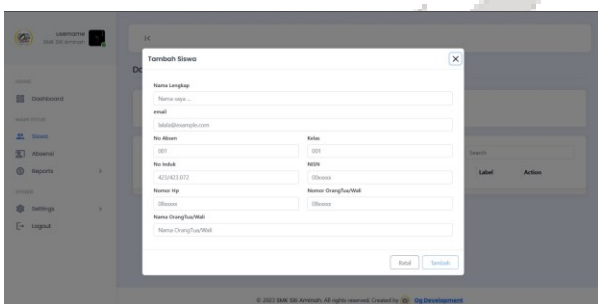 username
SMK Siti Aminah
Dashboard
Siswa
Absensi
Reports
Settings
Logout
Tambah Siswa
Nama Lengkap
Nama saya ...
email
lalala@example.com
No Absen
Kelas
001
001
No Induk
NISN
423/423.072
00xxxxx
Nomor Hp
Nomor OrangTua/Wali
08xxxxx
08xxxxx
Nama OrangTua/Wali
Nama OrangTua/Wali
Batal
Tambah
Search
Label
Action
© 2023 SMK Siti Aminah. All rights reserved. Created by Gg Development